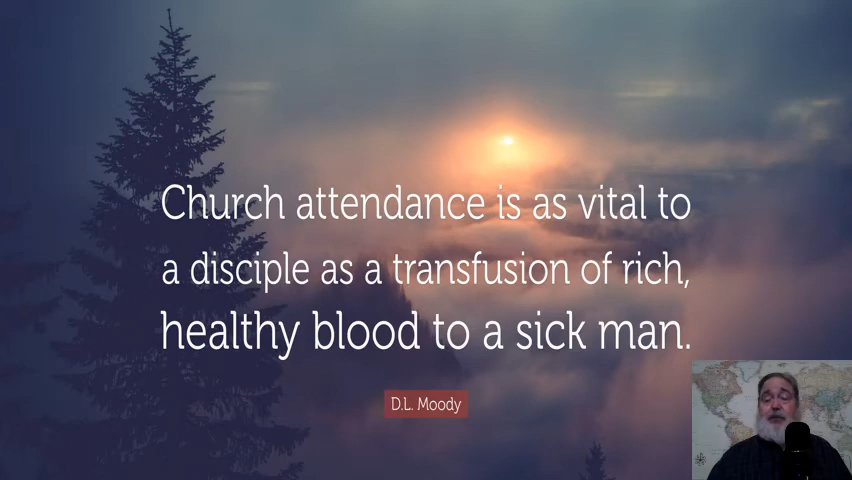 Church attendance is as vital to
a disciple as a transfusion of rich,
healthy blood to a sick man.
D.L. Moody